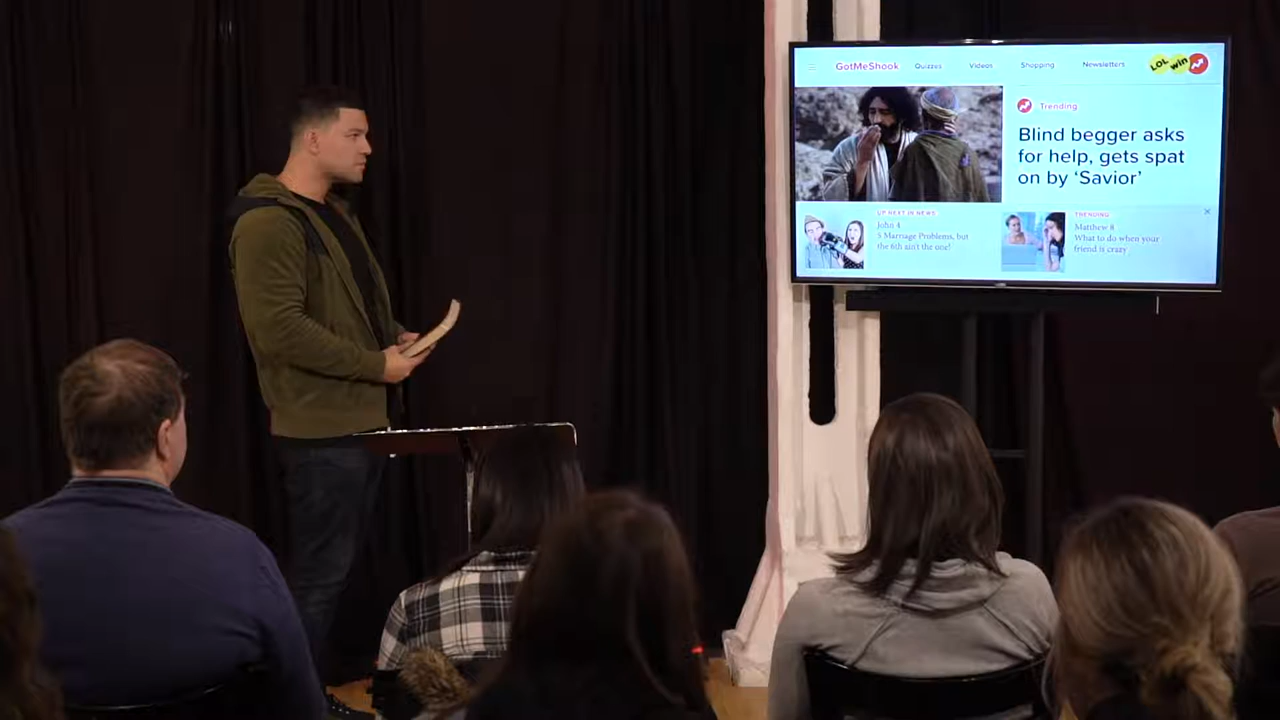 GotMeShook Quizzes Videos Shopping Newsletters LOL win
Trending
Blind begger asks
for help, gets spat
on by ‘Savior’
UP NEXT IN NEWS
John 4
5 Marriage Problems, but
the 6th ain't the one!
TRENDING
Matthew 8
What to do when your
friend is crazy